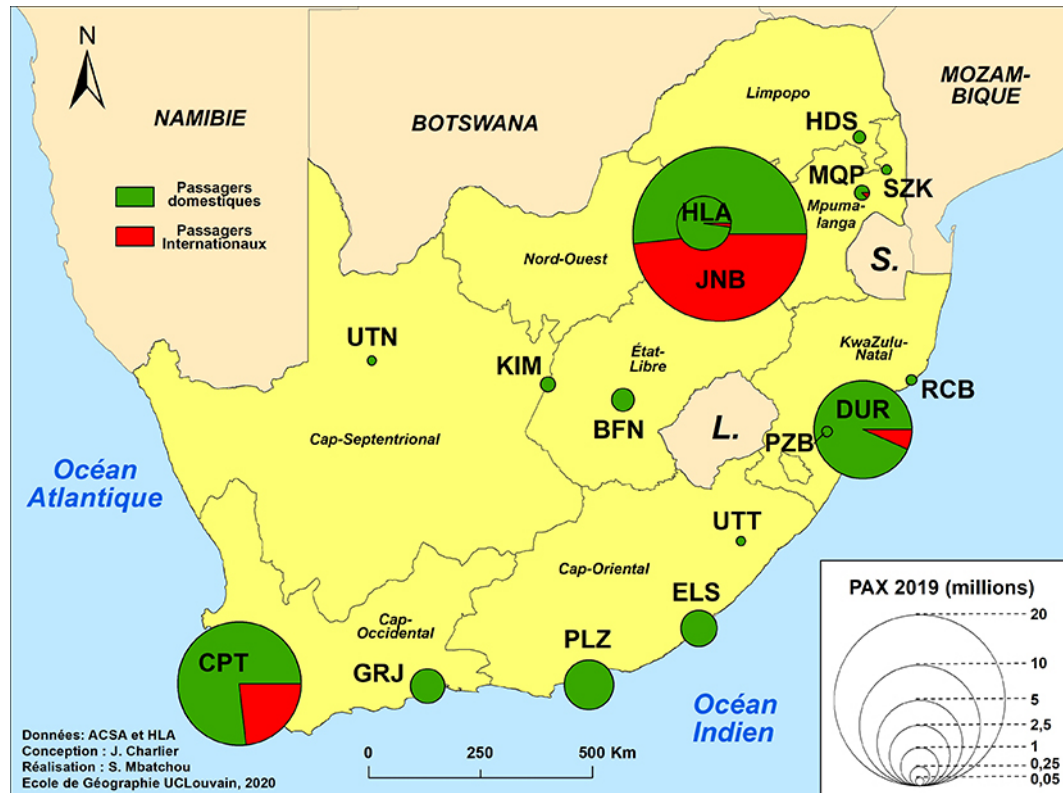 N
NAMIBIE
BOTSWANA
MOZAM-
BIQUE
Limpopo
HDS
MQP
SZK
Mpuma-
langa
Passagers
domestiques
Passagers
Internationaux
HLA
JNB
S.
Nord-Ouest
UTN
KIM
État-
Libre
BFN
L.
KwaZulu-
Natal
RCB
DUR
PZB
Cap-Septentrional
Océan
Atlantique
UTT
Cap-Oriental
ELS
PLZ
Cap-
Occidental
GRJ
CPT
Océan
Indien
PAX 2019 (millions)
20
10
5
2,5
1
0,25
0,05
0
250
500 Km
Données: ACSA et HLA
Conception : J. Charlier
Réalisation : S. Mbatchou
Ecole de Géographie UCLouvain, 2020